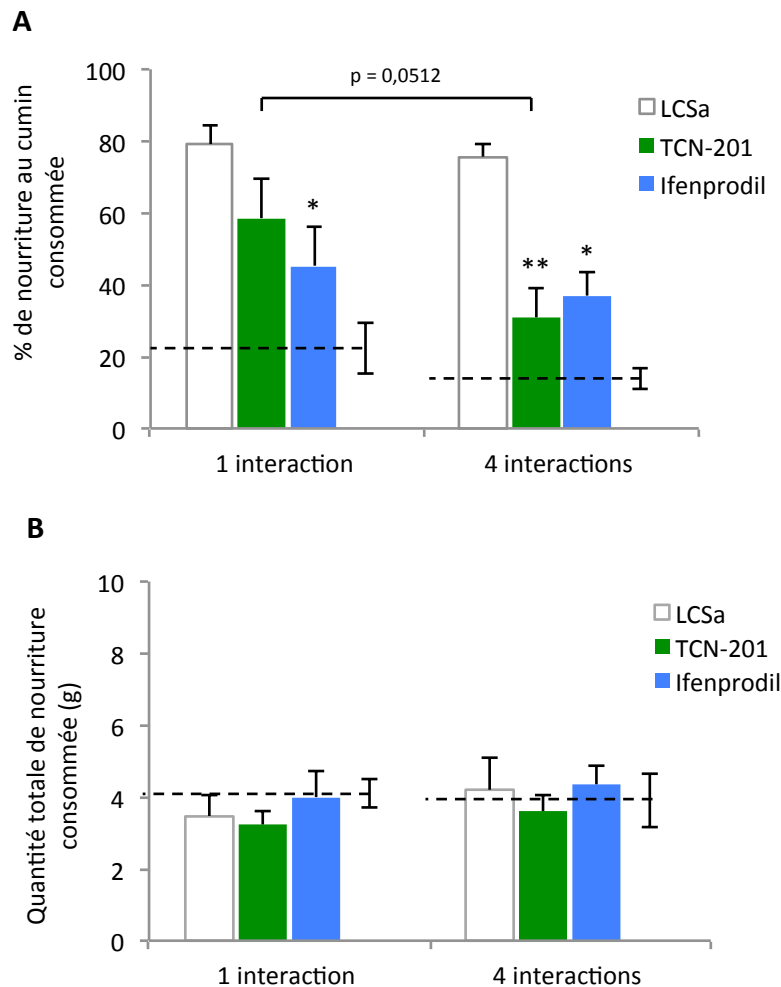 A
p = 0,0512
% de nourriture au cumin
consommée
100
80
60
40
20
0
*
**
*
LCSa
TCN-201
Ifenprodil
1 interaction
4 interactions
B
Quantité totale de nourriture
consommée (g)
10
8
6
4
2
0
LCSa
TCN-201
Ifenprodil
1 interaction
4 interactions